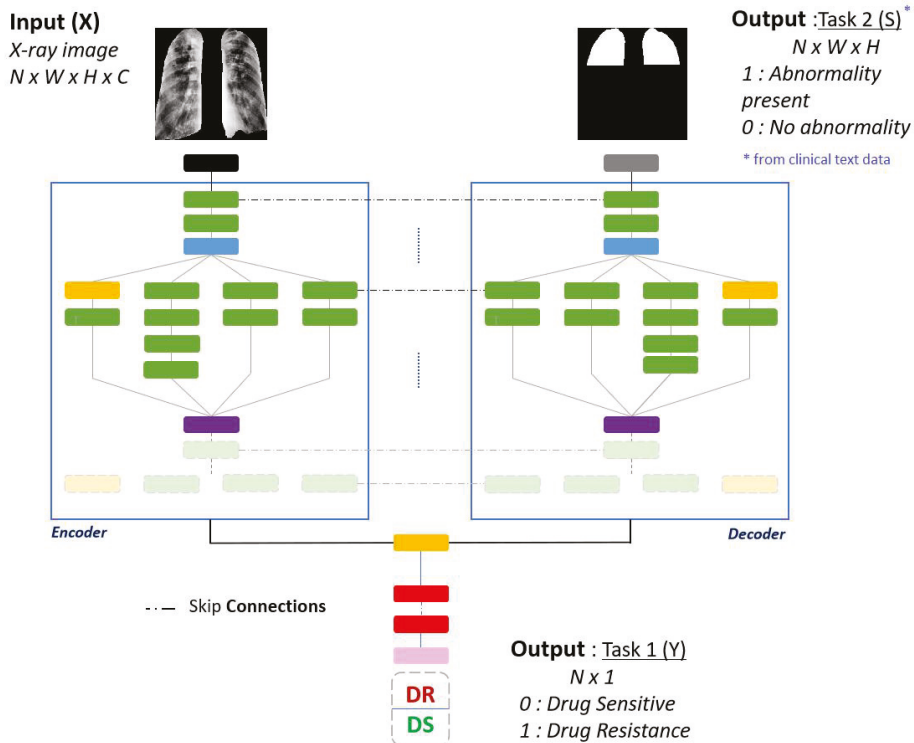 Input (X)
X-ray image
N x W x H x C
Output :Task 2 (S)*
N x W x H
1 : Abnormality
present
0 : No abnormality
* from clinical text data
Encoder
Decoder
Skip Connections
Output : Task 1 (Y)
N x 1
0 : Drug Sensitive
1 : Drug Resistance
DR
DS